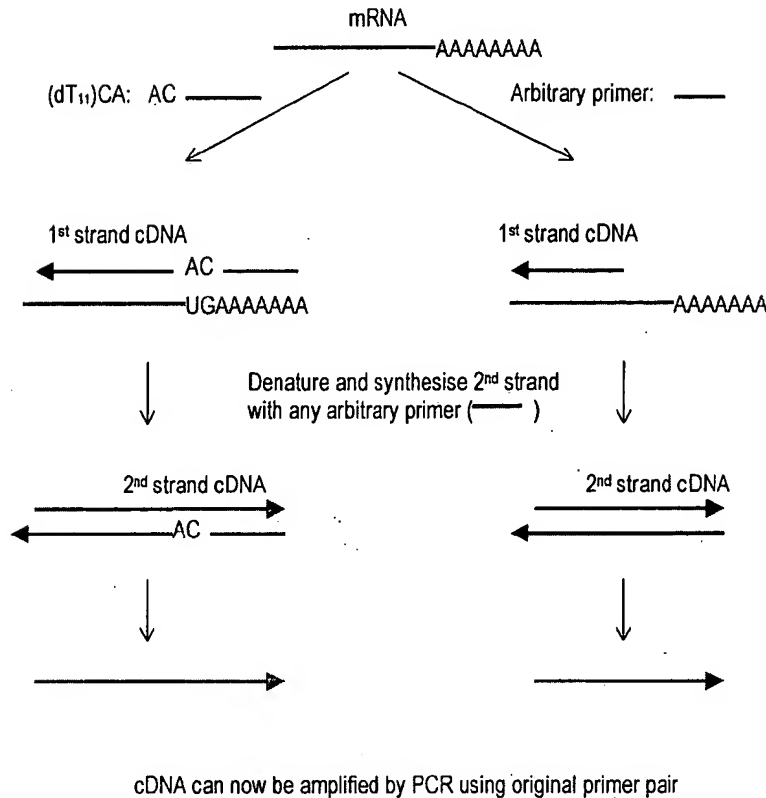 mRNA
AAAAAAAA
(dT₁₁)CA: AC
Arbitrary primer:
1st strand cDNA
1st strand cDNA
AC
UGAAAAAAA
AAAAAAA
Denature and synthesise 2nd strand
with any arbitrary primer ( )
2nd strand cDNA
2nd strand cDNA
AC
cDNA can now be amplified by PCR using original primer pair